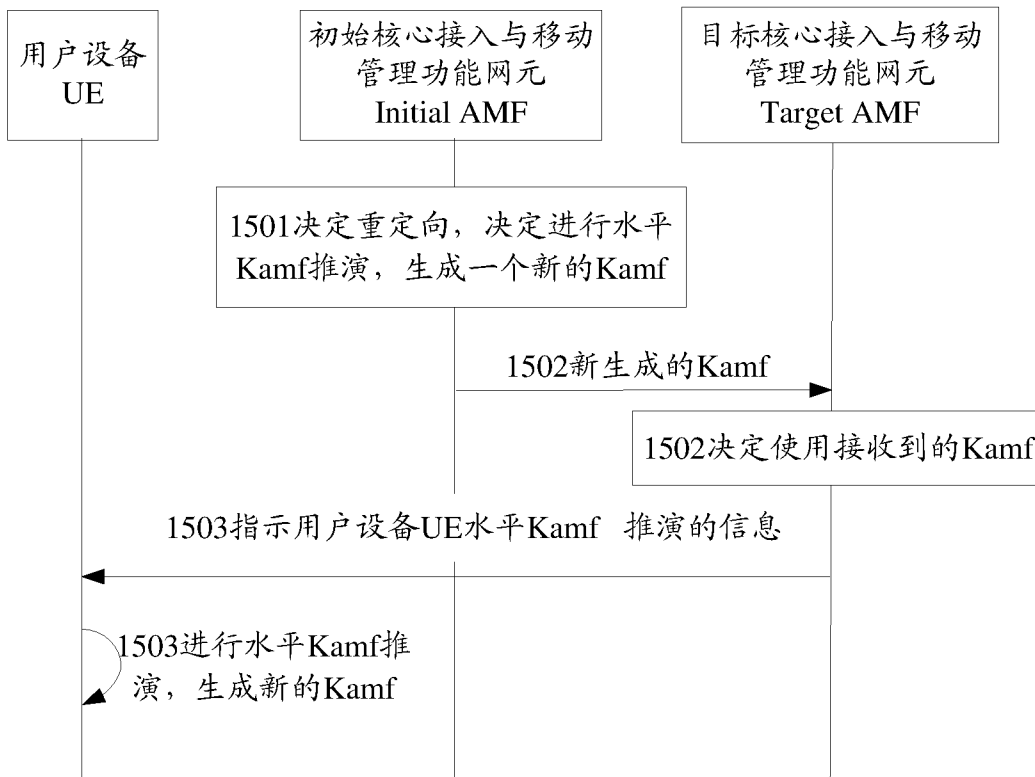 用户设备
UE
初始核心接入与移动
管理功能网元
Initial AMF
目标核心接入与移动
管理功能网元
Target AMF
1501决定重定向，决定进行水平
Kamf推演，生成一个新的Kamf
1502新生成的Kamf
1502决定使用接收到的Kamf
1503指示用户设备UE水平Kamf 推演的信息
1503进行水平Kamf推
演，生成新的Kamf